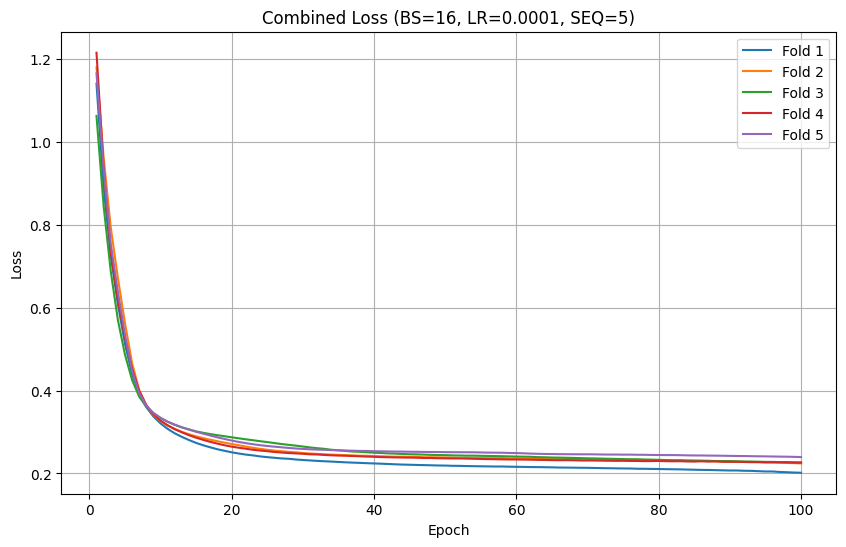 Combined Loss (BS=16, LR=0.0001, SEQ=5)
Fold 1
Fold 2
Fold 3
Fold 4
Fold 5
Loss
1.2
1.0
0.8
0.6
0.4
0.2
0
20
40
60
80
100
Epoch